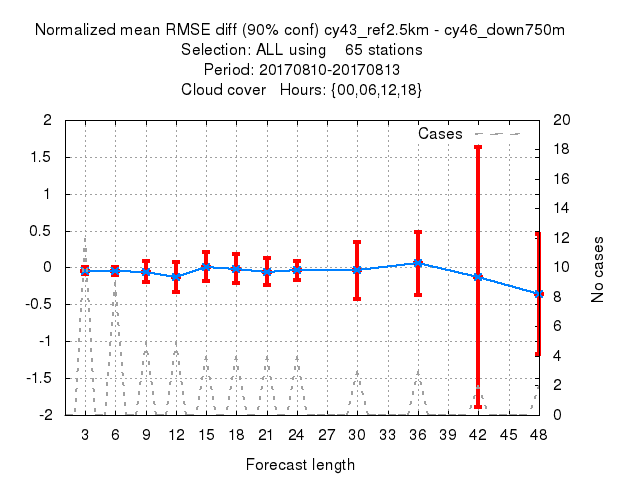 Normalized mean RMSE diff (90% conf) cy43_ref2.5km - cy46_down750m
Selection: ALL using    65 stations
Period: 20170810-20170813
Cloud cover   Hours: {00,06,12,18}
Cases
2
1.5
1
0.5
0
-0.5
-1
-1.5
-2
20
18
16
14
12
10
8
6
4
2
0
No cases
3 6 9 12 15 18 21 24 27 30 33 36 39 42 45 48
Forecast length